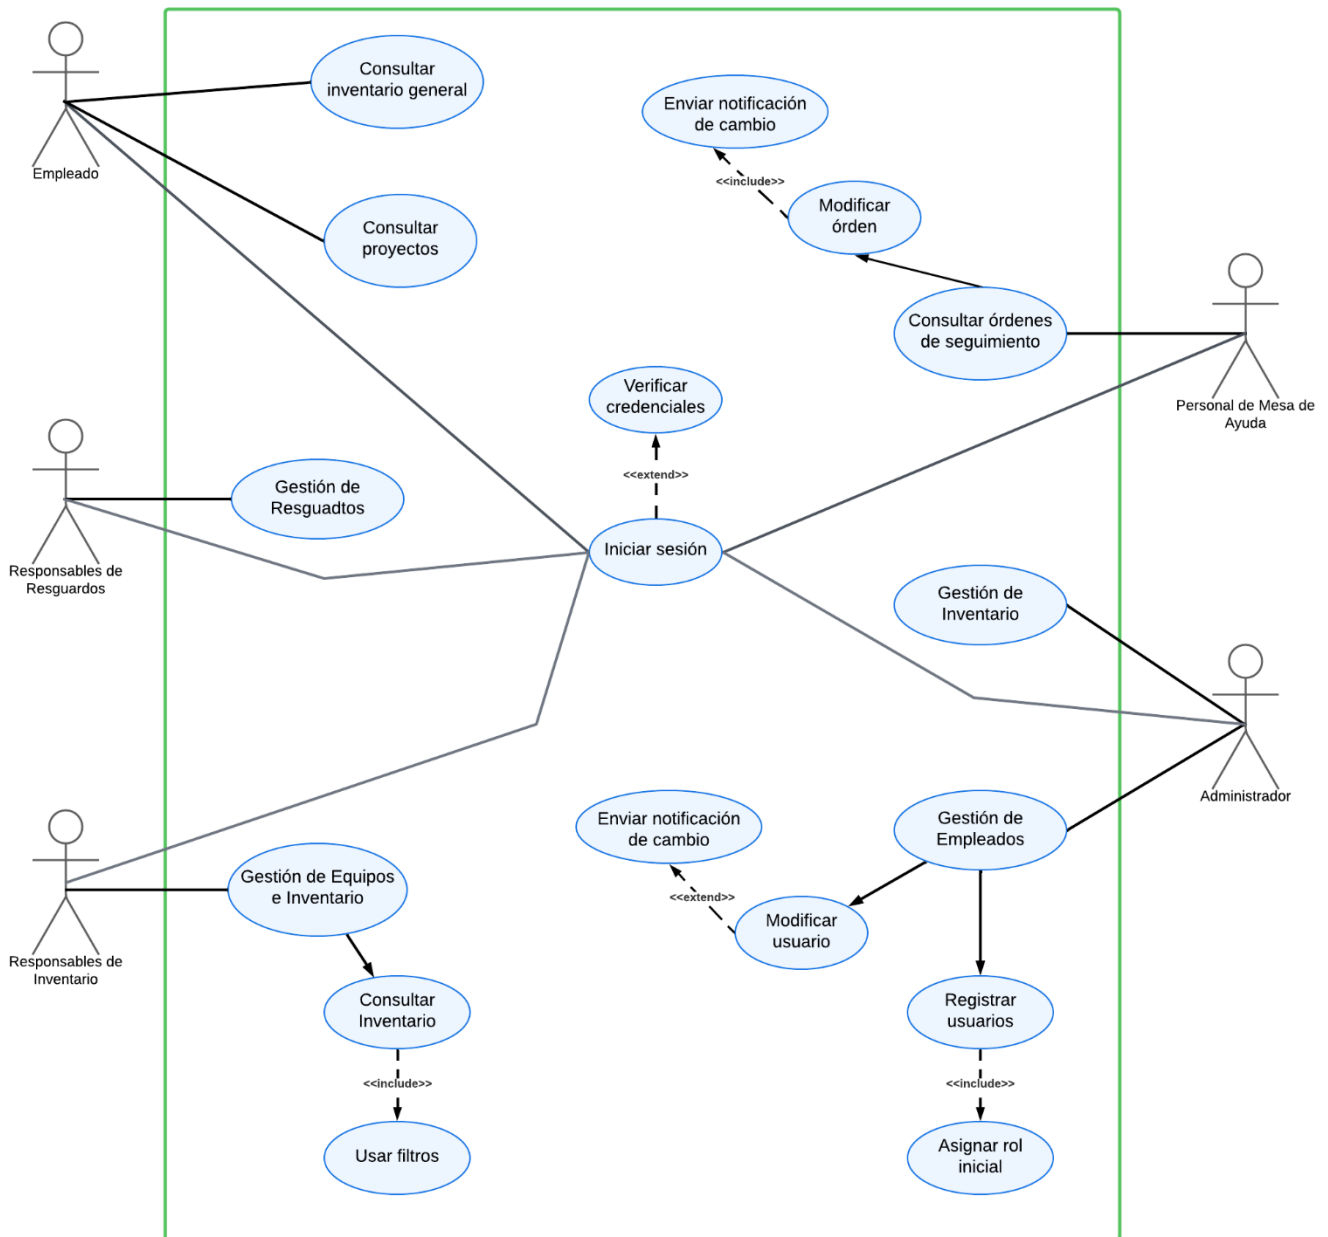 Consultar
inventario general
Enviar notificación
de cambio
Empleado
<<include>>
Modificar
órden
Consultar
proyectos
Consultar órdenes
de seguimiento
Verificar
credenciales
Personal de Mesa de
Ayuda
<<extend>>
Gestión de
Resguadtos
Iniciar sesión
Responsables de
Resguardos
Gestión de
Inventario
Administrador
Enviar notificación
de cambio
Gestión de
Empleados
Gestión de Equipos
e Inventario
<<extend>>
Modificar
usuario
Responsables de
Inventario
Consultar
Inventario
Registrar
usuarios
<<include>>
<<include>>
Usar filtros
Asignar rol
inicial